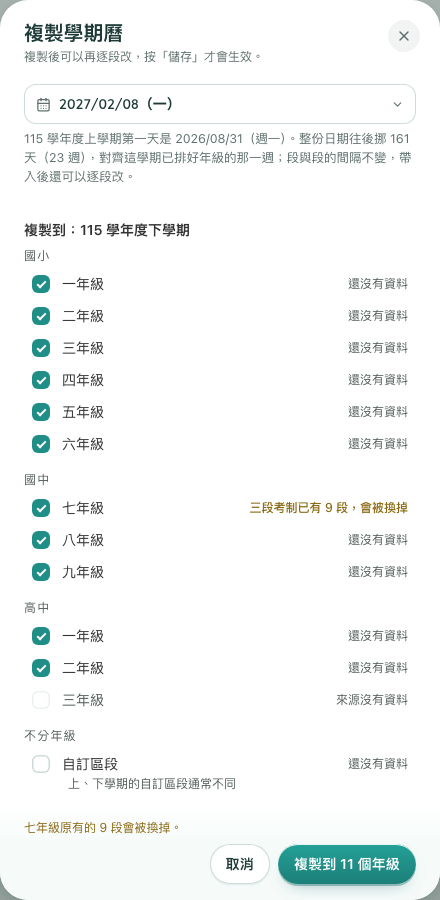 複製學期曆
複製後可以再逐段改，按「儲存」才會生效。
2027/02/08（一）
115 學年度上學期第一天是 2026/08/31（週一）。整份日期往後挪 161
天（23 週），對齊這學期已排好年級的那一週；段與段的間隔不變，帶
入後還可以逐段改。
複製到：115 學年度下學期
國小
一年級 還沒有資料
二年級 還沒有資料
三年級 還沒有資料
四年級 還沒有資料
五年級 還沒有資料
六年級 還沒有資料
國中
七年級 三段考制已有 9 段，會被換掉
八年級 還沒有資料
九年級 還沒有資料
高中
一年級 還沒有資料
二年級 還沒有資料
三年級 來源沒有資料
不分年級
自訂區段 還沒有資料
上、下學期的自訂區段通常不同
七年級原有的 9 段會被換掉。
取消 複製到 11 個年級